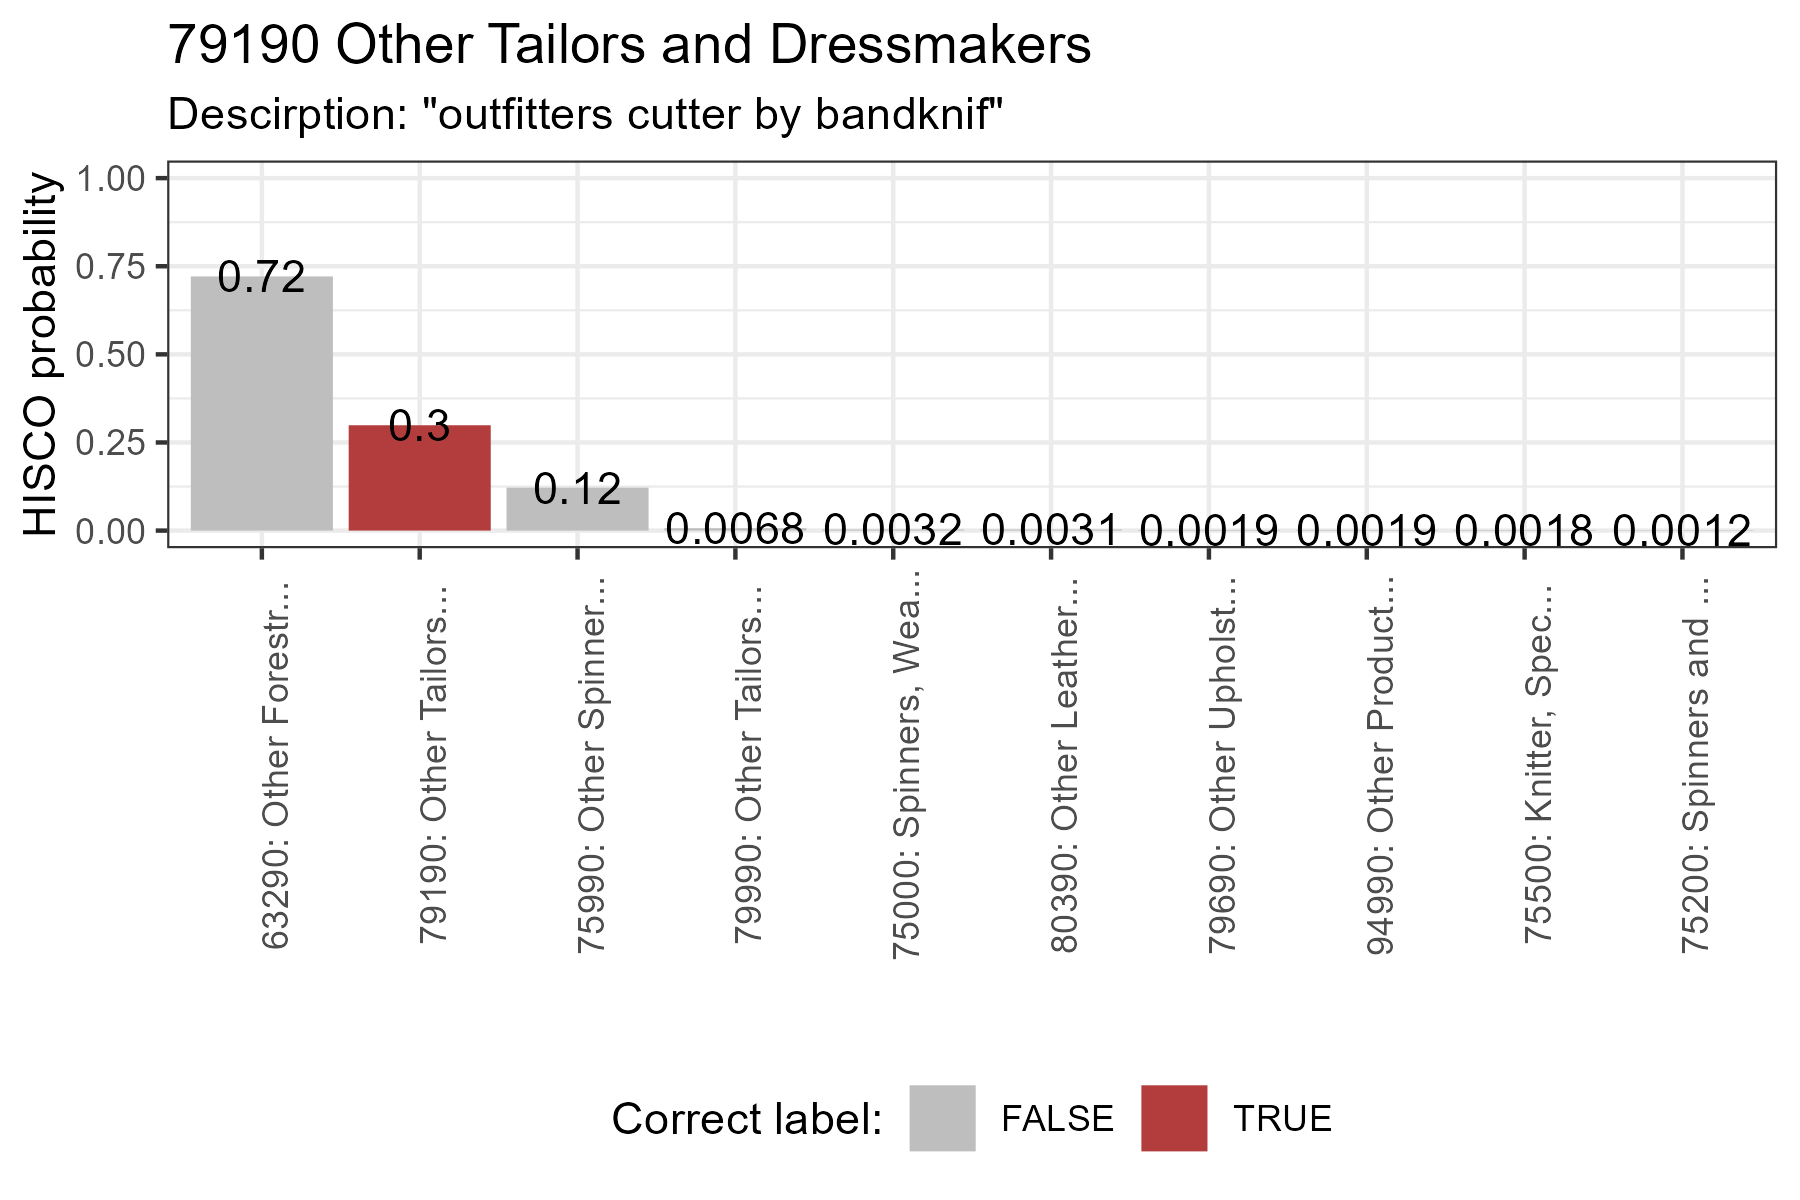 79190 Other Tailors and Dressmakers
Descirption: "outfitters cutter by bandknif"
HISCO probability
1.00
0.75
0.50
0.25
0.00
0.72
0.3
0.12
0.0068
0.0032
0.0031
0.0019
0.0019
0.0018
0.0012
63290: Other Forestr...
79190: Other Tailors...
75990: Other Spinner...
79990: Other Tailors...
75000: Spinners, Wea...
80390: Other Leather...
79690: Other Upholst...
94990: Other Product...
75500: Knitter, Spec...
75200: Spinners and ...
Correct label: FALSE TRUE